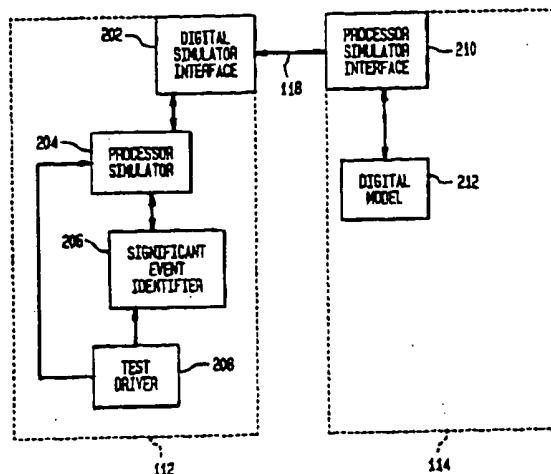 202
DIGITAL
SIMULATOR
INTERFACE
118
PROCESSOR
SIMULATOR
INTERFACE
210
204
PROCESSOR
SIMULATOR
DIGITAL
MODEL
212
206
SIGNIFICANT
EVENT
IDENTIFIER
TEST
DRIVER
208
112
114